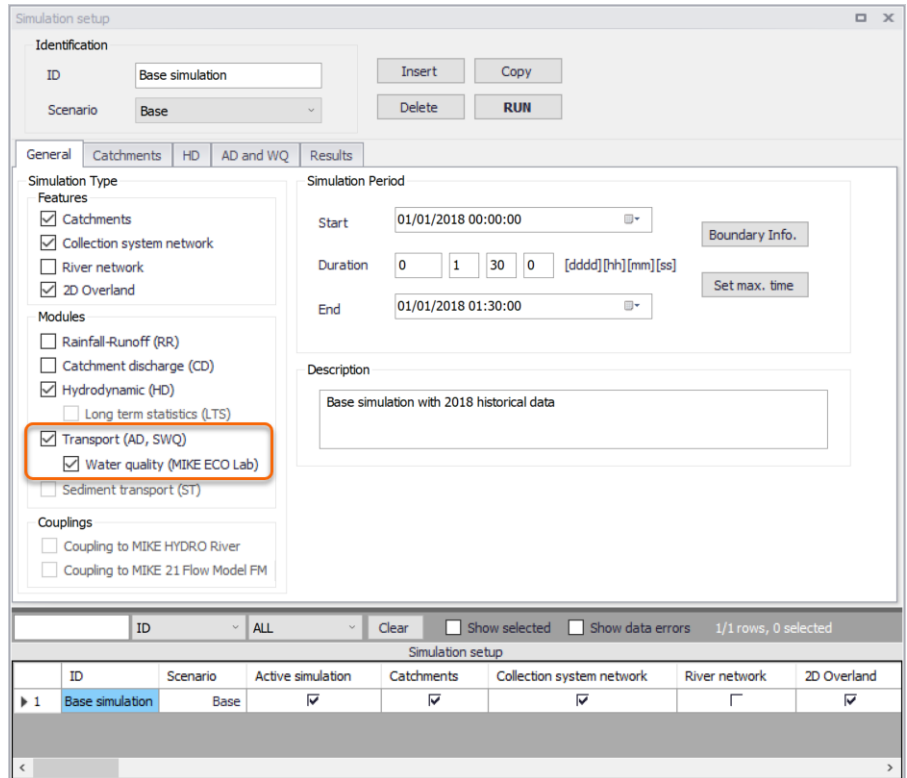 Simulation setup
Identification
ID Base simulation Insert Copy
Scenario Base Delete RUN
General Catchments HD AD and WQ Results
Simulation Type
Features
Catchments
Collection system network
River network
2D Overland
Modules
Rainfall-Runoff (RR)
Catchment discharge (CD)
Hydrodynamic (HD)
Long term statistics (LTS)
Transport (AD, SWQ)
Water quality (MIKE ECO Lab)
Sediment transport (ST)
Couplings
Coupling to MIKE HYDRO River
Coupling to MIKE 21 Flow Model FM
Simulation Period
Start 01/01/2018 00:00:00
Duration 0 1 30 0 [dddd][hh][mm][ss]
End 01/01/2018 01:30:00
Boundary Info.
Set max. time
Description
Base simulation with 2018 historical data
ID ALL Clear Show selected Show data errors 1/1 rows, 0 selected
Simulation setup
ID Scenario Active simulation Catchments Collection system network River network 2D Overland
1 Base simulation Base